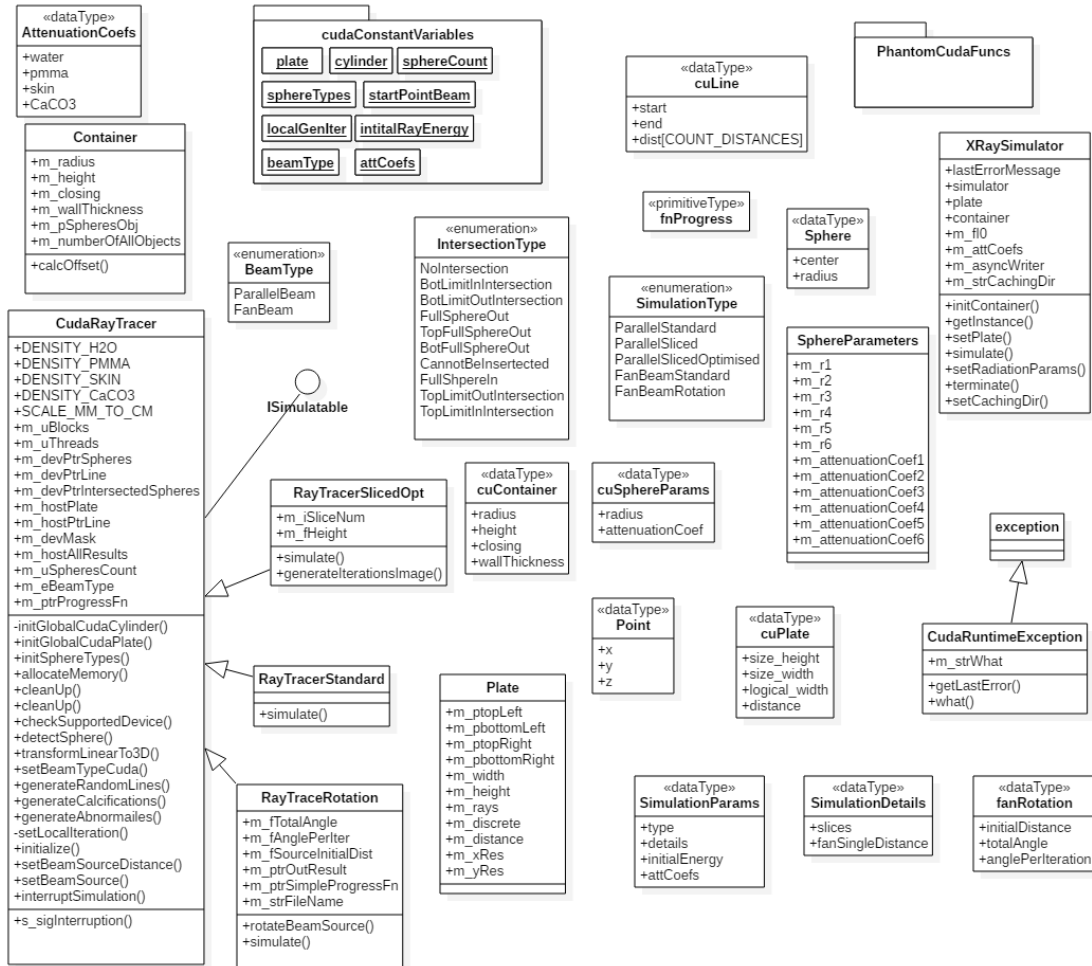 «dataType»
AttenuationCoefs
+water
+pmma
+skin
+CaCO3
cudaConstantVariables
plate
cylinder
sphereCount
sphereTypes
startPointBeam
localGenIter
intitalRayEnergy
beamType
attCoefs
«dataType»
cuLine
+start
+end
+dist[COUNT_DISTANCES]
PhantomCudaFuncs
Container
+m_radius
+m_height
+m_closing
+m_wallThickness
+m_pSpheresObj
+m_numberOfAllObjects
+calcOffset()
XRaySimulator
+lastErrorMessage
+simulator
+plate
+container
+m_fI0
+m_attCoefs
+m_asyncWriter
+m_strCachingDir
+initContainer()
+getInstance()
+setPlate()
+simulate()
+setRadiationParams()
+terminate()
+setCachingDir()
«primitiveType»
fnProgress
«dataType»
Sphere
+center
+radius
«enumeration»
BeamType
ParallelBeam
FanBeam
«enumeration»
IntersectionType
NoIntersection
BotLimitInIntersection
BotLimitOutIntersection
FullSphereOut
TopFullSphereOut
BotFullSphereOut
CannotBeInsertected
FullShpereIn
TopLimitOutIntersection
TopLimitInIntersection
«enumeration»
SimulationType
ParallelStandard
ParallelSliced
ParallelSlicedOptimised
FanBeamStandard
FanBeamRotation
CudaRayTracer
+DENSITY_H2O
+DENSITY_PMMA
+DENSITY_SKIN
+DENSITY_CaCO3
+SCALE_MM_TO_CM
+m_uBlocks
+m_uThreads
+m_devPtrSpheres
+m_devPtrLine
+m_devPtrIntersectedSpheres
+m_hostPlate
+m_hostPtrLine
+m_devMask
+m_hostAllResults
+m_uSpheresCount
+m_eBeamType
+m_ptrProgressFn
-initGlobalCudaCylinder()
+initGlobalCudaPlate()
+initSphereTypes()
+allocateMemory()
+cleanUp()
+cleanUp()
+checkSupportedDevice()
+detectSphere()
+transformLinearTo3D()
+setBeamTypeCuda()
+generateRandomLines()
+generateCalcifications()
+generateAbnormailes()
-setLocalIteration()
+initialize()
+setBeamSourceDistance()
+setBeamSource()
+interruptSimulation()
+s_sigInterruption()
ISimulatable
SphereParameters
+m_r1
+m_r2
+m_r3
+m_r4
+m_r5
+m_r6
+m_attenuationCoef1
+m_attenuationCoef2
+m_attenuationCoef3
+m_attenuationCoef4
+m_attenuationCoef5
+m_attenuationCoef6
RayTracerSlicedOpt
+m_iSliceNum
+m_fHeight
+simulate()
+generateIterationsImage()
«dataType»
cuContainer
+radius
+height
+closing
+wallThickness
«dataType»
cuSphereParams
+radius
+attenuationCoef
exception
«dataType»
Point
+x
+y
+z
«dataType»
cuPlate
+size_height
+size_width
+logical_width
+distance
CudaRuntimeException
+m_strWhat
+getLastError()
+what()
RayTracerStandard
+simulate()
Plate
+m_ptopLeft
+m_pbottomLeft
+m_ptopRight
+m_pbottomRight
+m_width
+m_height
+m_rays
+m_discrete
+m_distance
+m_xRes
+m_yRes
RayTraceRotation
+m_fTotalAngle
+m_fAnglePerIter
+m_fSourceInitialDist
+m_ptrOutResult
+m_ptrSimpleProgressFn
+m_strFileName
+rotateBeamSource()
+simulate()
«dataType»
SimulationParams
+type
+details
+initialEnergy
+attCoefs
«dataType»
SimulationDetails
+slices
+fanSingleDistance
«dataType»
fanRotation
+initialDistance
+totalAngle
+anglePerIteration